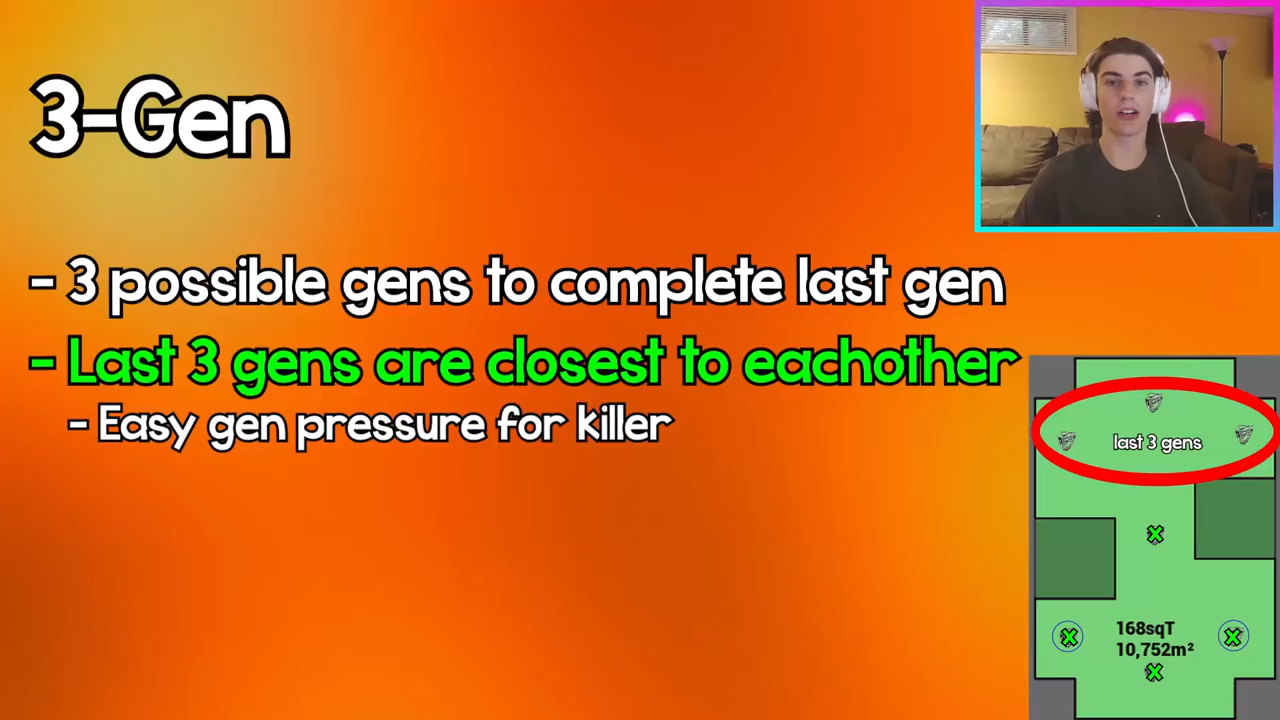 3-Gen
- 3 possible gens to complete last gen
- Last 3 gens are closest to eachother
- Easy gen pressure for killer
last 3 gens
168sqT
10,752m²